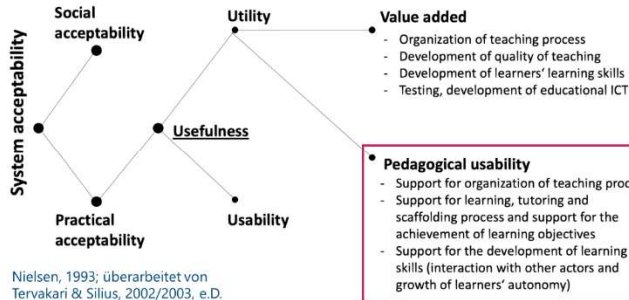 System acceptability
Social
acceptability
Practical
acceptability
Usefulness
Utility
Usability
Value added
- Organization of teaching process
- Development of quality of teaching
- Development of learners‘ learning skills
- Testing, development of educational ICT
Pedagogical usability
- Support for organization of teaching proc
- Support for learning, tutoring and
scaffolding process and support for the
achievement of learning objectives
- Support for the development of learning
skills (interaction with other actors and
growth of learners‘ autonomy)
Nielsen, 1993; überarbeitet von
Tervakari & Silius, 2002/2003, e.D.